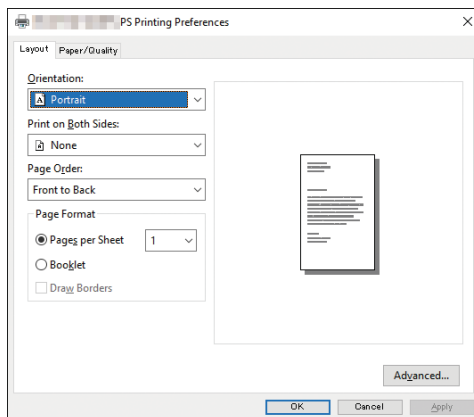 PS Printing Preferences
Layout Paper/Quality
Orientation:
Portrait
Print on Both Sides:
None
Page Order:
Front to Back
Page Format
Pages per Sheet 1
Booklet
Draw Borders
Advanced...
OK Cancel Apply